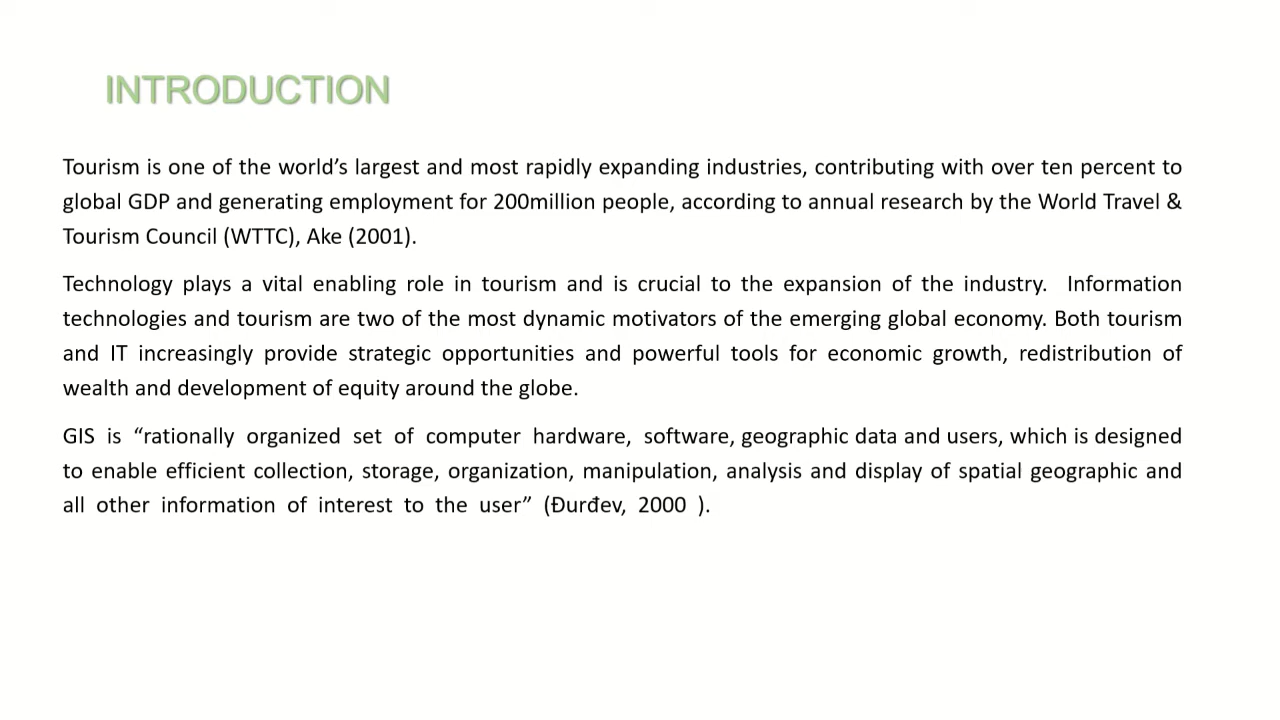 INTRODUCTION
Tourism is one of the world’s largest and most rapidly expanding industries, contributing with over ten percent to
global GDP and generating employment for 200million people, according to annual research by the World Travel &
Tourism Council (WTTC), Ake (2001).
Technology plays a vital enabling role in tourism and is crucial to the expansion of the industry.  Information
technologies and tourism are two of the most dynamic motivators of the emerging global economy. Both tourism
and IT increasingly provide strategic opportunities and powerful tools for economic growth, redistribution of
wealth and development of equity around the globe.
GIS is “rationally organized set of computer hardware, software, geographic data and users, which is designed
to enable efficient collection, storage, organization, manipulation, analysis and display of spatial geographic and
all other information of interest to the user” (Đurđev, 2000 ).